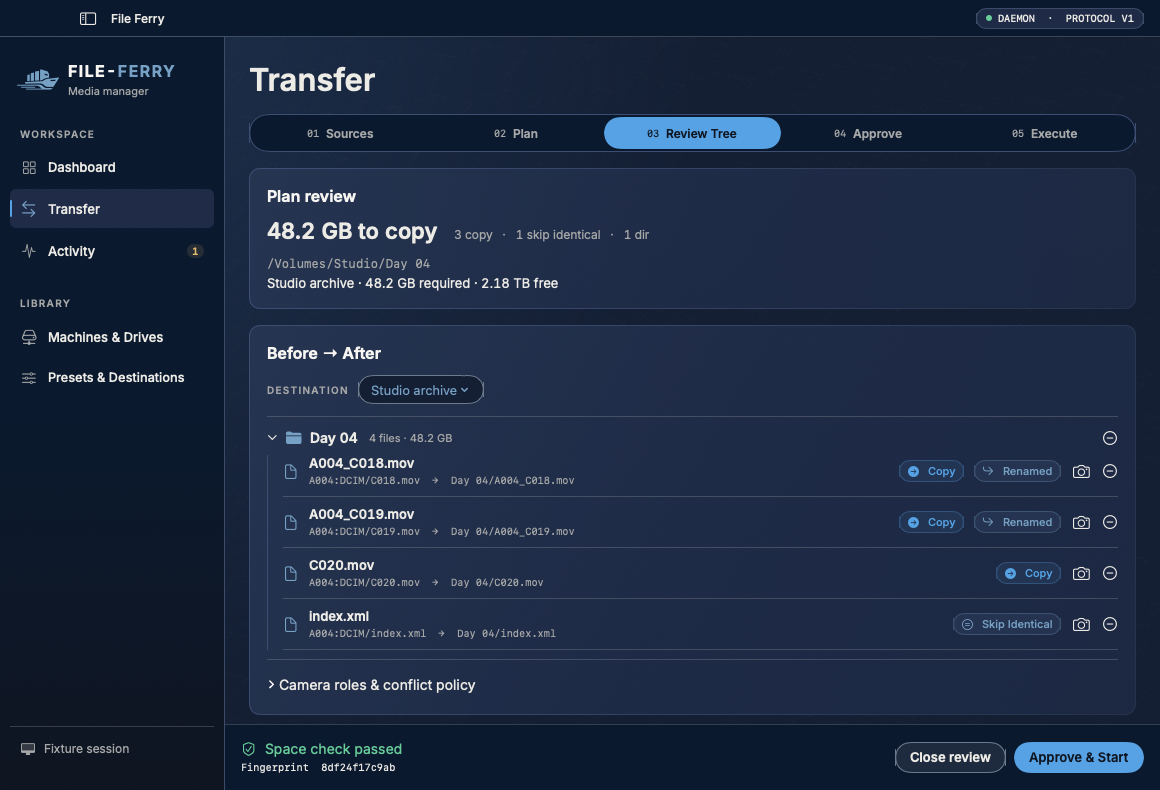 File Ferry
DAEMON · PROTOCOL V1
FILE-FERRY
Media manager
WORKSPACE
Dashboard
Transfer
Activity 1
LIBRARY
Machines & Drives
Presets & Destinations
Fixture session
Transfer
01 Sources 02 Plan 03 Review Tree 04 Approve 05 Execute
Plan review
48.2 GB to copy 3 copy · 1 skip identical · 1 dir
/Volumes/Studio/Day 04
Studio archive · 48.2 GB required · 2.18 TB free
Before → After
DESTINATION Studio archive
Day 04 4 files · 48.2 GB
A004_C018.mov
A004:DCIM/C018.mov → Day 04/A004_C018.mov
Copy Renamed
A004_C019.mov
A004:DCIM/C019.mov → Day 04/A004_C019.mov
Copy Renamed
C020.mov
A004:DCIM/C020.mov → Day 04/C020.mov
Copy
index.xml
A004:DCIM/index.xml → Day 04/index.xml
Skip Identical
Camera roles & conflict policy
Space check passed
Fingerprint 8df24f17c9ab
Close review
Approve & Start